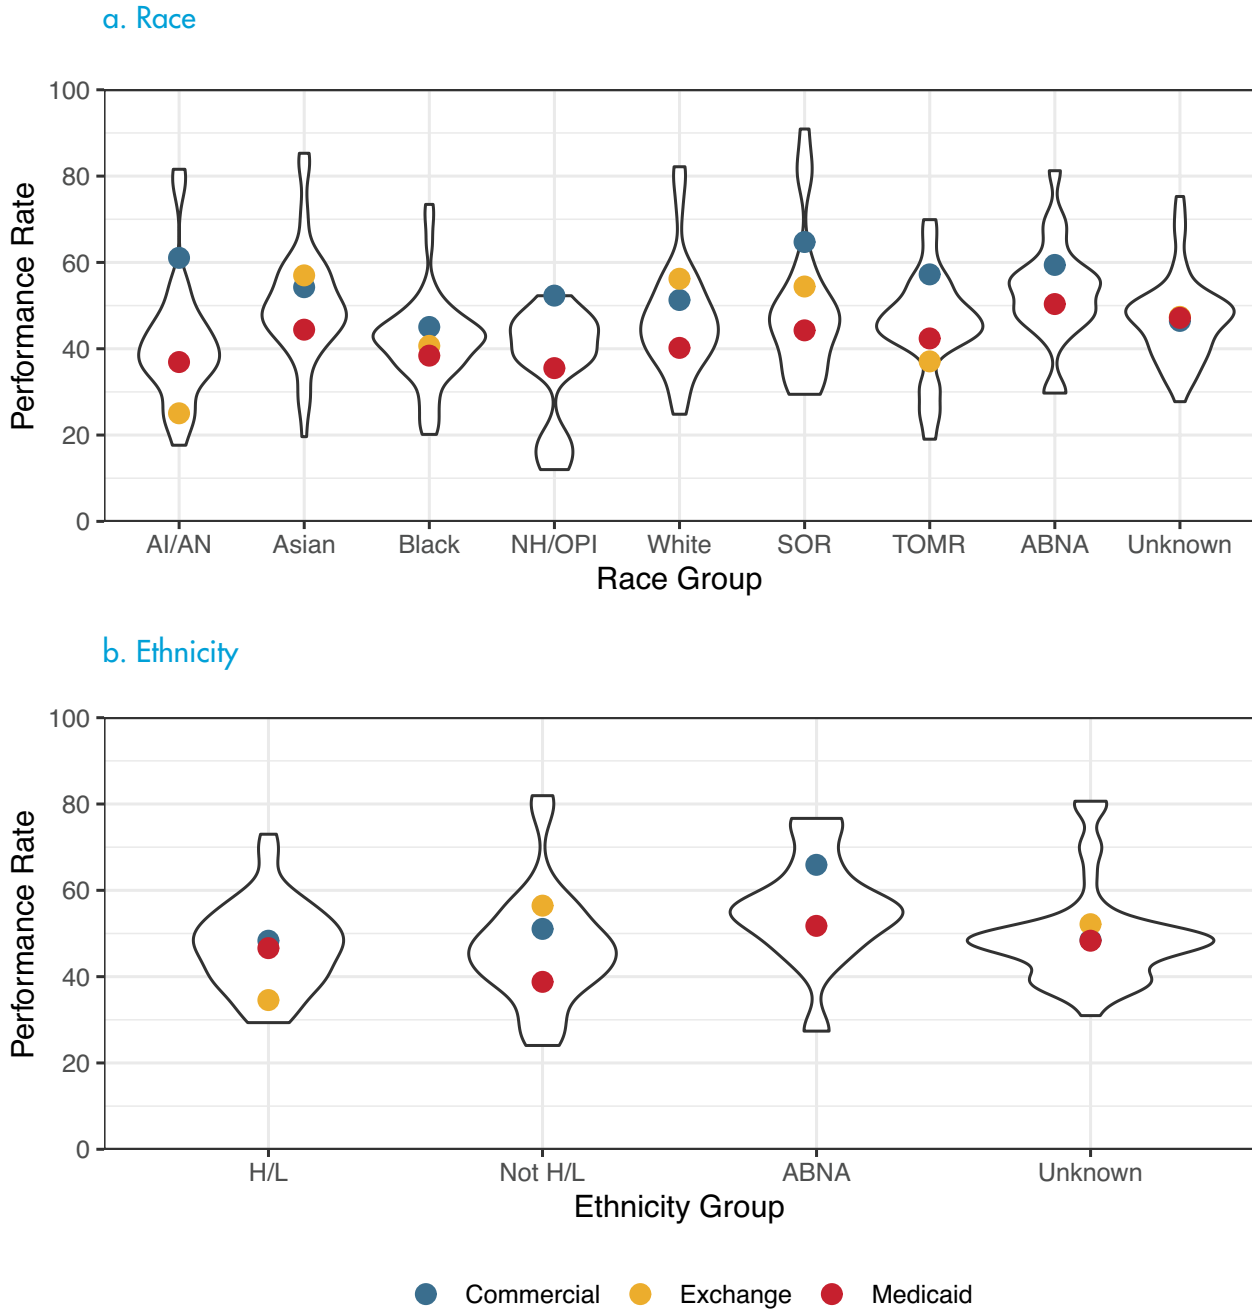 a. Race
100
80
60
40
20
0
Performance Rate
AI/AN Asian Black NH/OPI White SOR TOMR ABNA Unknown
Race Group
b. Ethnicity
100
80
60
40
20
0
Performance Rate
H/L Not H/L ABNA Unknown
Ethnicity Group
Commercial Exchange Medicaid